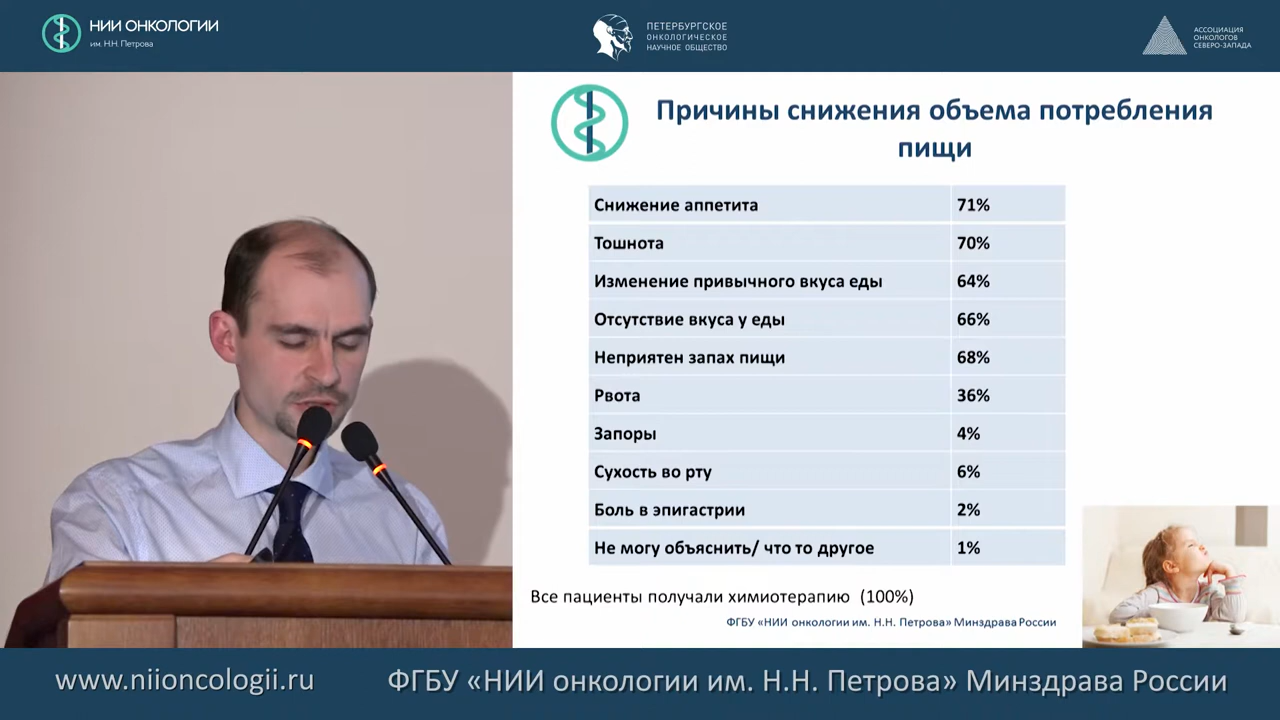 НИИ ОНКОЛОГИИ
им. Н.Н. Петрова
ПЕТЕРБУРГСКОЕ
ОНКОЛОГИЧЕСКОЕ
НАУЧНОЕ ОБЩЕСТВО
АССОЦИАЦИЯ
ОНКОЛОГОВ
СЕВЕРО-ЗАПАДА
Причины снижения объема потребления
пищи
Снижение аппетита 71%
Тошнота 70%
Изменение привычного вкуса еды 64%
Отсутствие вкуса у еды 66%
Неприятен запах пищи 68%
Рвота 36%
Запоры 4%
Сухость во рту 6%
Боль в эпигастрии 2%
Не могу объяснить/ что то другое 1%
Все пациенты получали химиотерапию (100%)
ФГБУ «НИИ онкологии им. Н.Н. Петрова» Минздрава России
www.niioncologii.ru ФГБУ «НИИ онкологии им. Н.Н. Петрова» Минздрава России